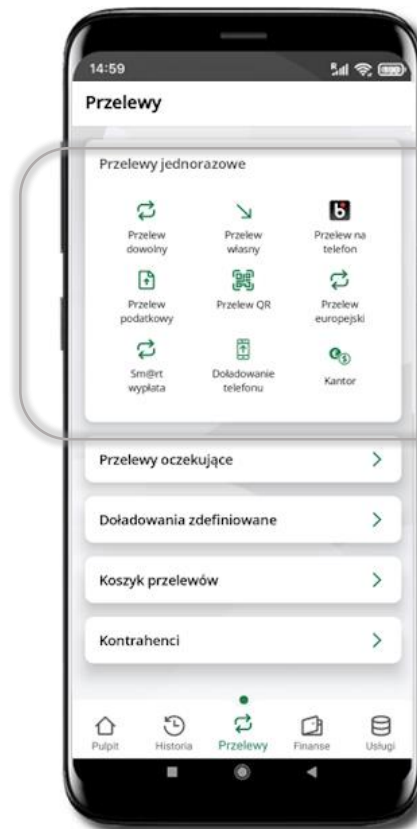 14:59
Przelewy
Przelewy jednorazowe
Przelew
dowolny
Przelew
własny
Przelew na
telefon
Przelew
podatkowy
Przelew QR
Przelew
europejski
Sm@rt
wypłata
Doładowanie
telefonu
Kantor
Przelewy oczekujące
Doładowania zdefiniowane
Koszyk przelewów
Kontrahenci
Pulpit
Historia
Przelewy
Finanse
Usługi